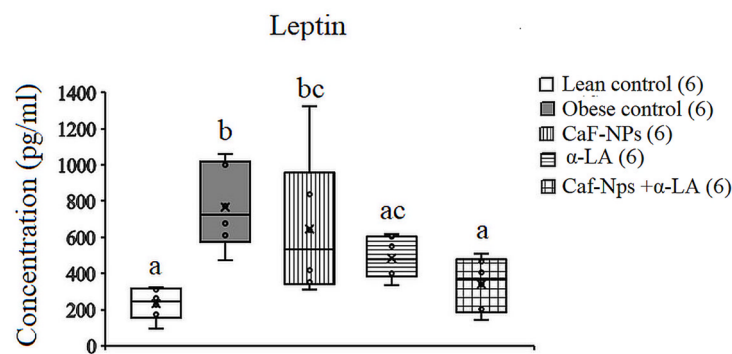 Leptin
Concentration (pg/ml)
1400
1200
1000
800
600
400
200
0
a
b
bc
ac
a
Lean control (6)
Obese control (6)
CaF-NPs (6)
α-LA (6)
Caf-Nps +α-LA (6)